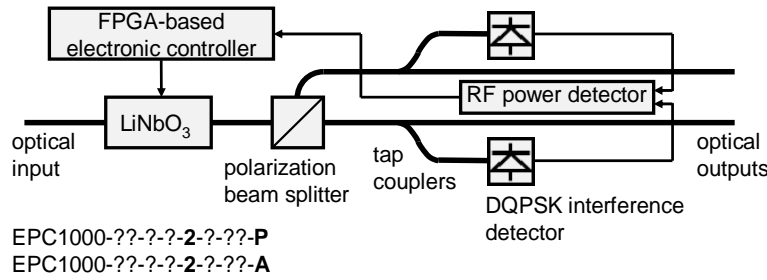 FPGA-based
electronic controller
RF power detector
LiNbO₃
optical
input
polarization
beam splitter
tap
couplers
optical
outputs
DQPSK interference
detector
EPC1000-??-?-?-2-?-??-P
EPC1000-??-?-?-2-?-??-A